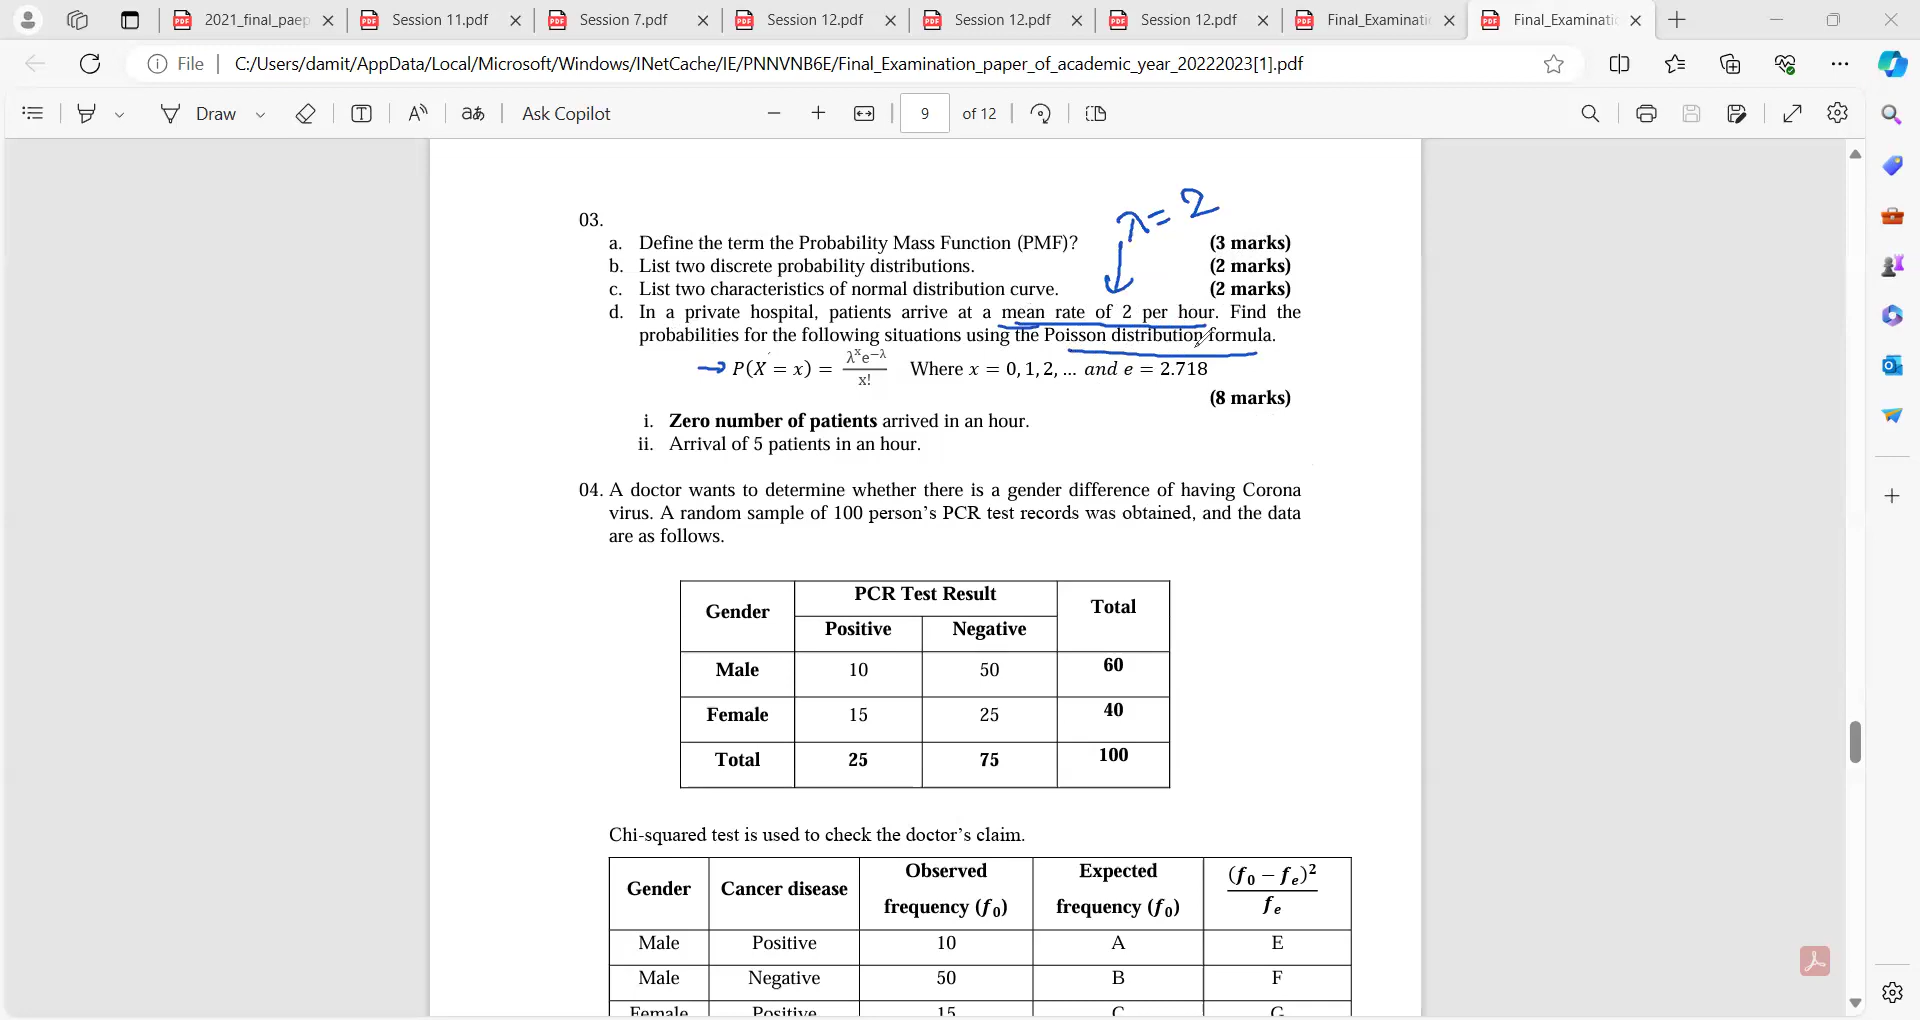 2021_final_paep
Session 11.pdf
Session 7.pdf
Session 12.pdf
Session 12.pdf
Session 12.pdf
Final_Examinati
Final_Examinatio
File
C:/Users/damit/AppData/Local/Microsoft/Windows/INetCache/IE/PNNVNB6E/Final_Examination_paper_of_academic_year_20222023[1].pdf
Draw
aあ
Ask Copilot
9 of 12
λ = 2
03.
a. Define the term the Probability Mass Function (PMF)? (3 marks)
b. List two discrete probability distributions. (2 marks)
c. List two characteristics of normal distribution curve. (2 marks)
d. In a private hospital, patients arrive at a mean rate of 2 per hour. Find the
probabilities for the following situations using the Poisson distribution formula.
→ P(X = x) = λ^x e^−λ / x! Where x = 0, 1, 2, … and e = 2.718
(8 marks)
i. Zero number of patients arrived in an hour.
ii. Arrival of 5 patients in an hour.
04. A doctor wants to determine whether there is a gender difference of having Corona
virus. A random sample of 100 person's PCR test records was obtained, and the data
are as follows.
Gender PCR Test Result Total
Positive Negative
Male 10 50 60
Female 15 25 40
Total 25 75 100
Chi-squared test is used to check the doctor's claim.
Gender Cancer disease Observed frequency (f₀) Expected frequency (f₀) (f₀ − fₑ)² / fₑ
Male Positive 10 A E
Male Negative 50 B F
Female Positive 15 C G